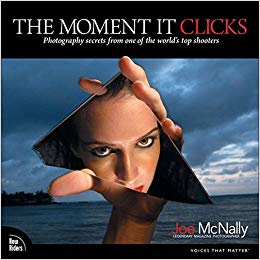 THE MOMENT IT CLICKS
Photography secrets from one of the world's top shooters
Joe McNally
LEGENDARY MAGAZINE PHOTOGRAPHER
New
Riders
VOICES THAT MATTER™